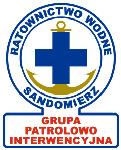 RATOWNICTWO WODNE
SANDOMIERZ
GRUPA
PATROLOWO
INTERWENCYJNA